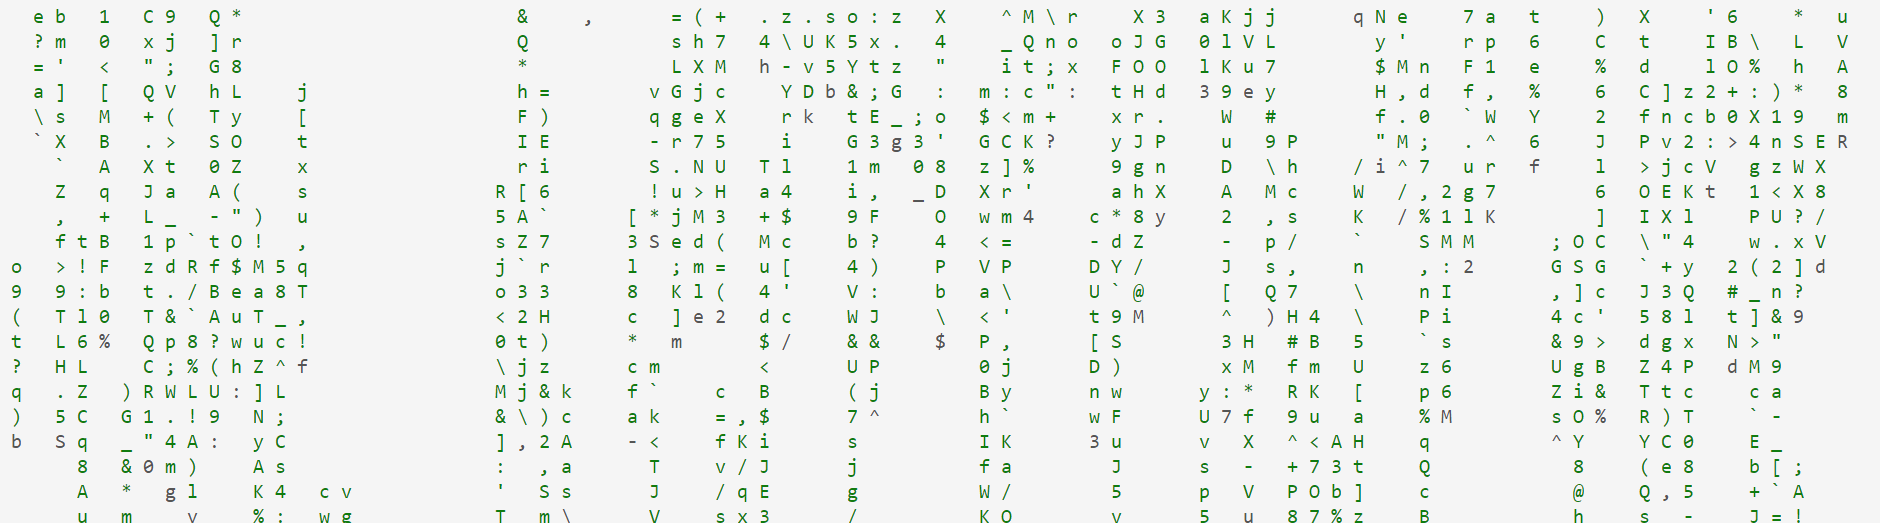 e b 1 C 9 Q * & , = ( + . z . s o : z X ^ M \ r X 3 a K j j q N e 7 a t ) X ' 6 * u
? m 0 x j ] r Q s h 7 4 \ U K 5 x . 4 _ Q n o o J G 0 l V L y ' r p 6 C t I B \ L V
= ' < " ; G 8 * L X M h - v 5 Y t z " i t ; x F O O l K u 7 $ M n F 1 e % d l O % h A
a ] [ Q V h L j h = v G j c Y D b & ; G : m : c " : t H d 3 9 e y H , d f , % 6 C ] z 2 + : ) * 8
\ s M + ( T y [ F ) q g e X r k t E _ ; o $ < m + x r . W # f . 0 ` W Y 2 f n c b 0 X 1 9 m
` X B . > S O t I E - r 7 5 i G 3 g 3 ' G C K ? y J P u 9 P " M ; . ^ 6 J P v 2 : > 4 n S E R
` A X t 0 Z x r i S . N U T l 1 m 0 8 z ] % 9 g n D \ h / i ^ 7 u r f l > j c V g z W X
Z q J a A ( s R [ 6 ! u > H a 4 i , _ D X r ' a h X A M c W / , 2 g 7 6 O E K t 1 < X 8
, + L _ - " ) u 5 A ` [ * j M 3 + $ 9 F O w m 4 c * 8 y 2 , s K / % 1 l K ] I X l P U ? /
f t B 1 p ` t O ! , s Z 7 3 S e d ( M c b ? 4 < = - d Z - p / ` S M M ; O C \ " 4 w . x V
o > ! F z d R f $ M 5 q j ` r l ; m = u [ 4 ) P V P D Y / J s , n , : 2 G S G ` + y 2 ( 2 ] d
9 9 : b t . / B e a 8 T o 3 3 8 K l ( 4 ' V : b a \ U ` @ [ Q 7 \ n I , ] c J 3 Q # _ n ?
( T l 0 T & ` A u T _ , < 2 H c ] e 2 d c W J \ < ' t 9 M ^ ) H 4 \ P i 4 c ' 5 8 l t ] & 9
t L 6 % Q p 8 ? w u c ! 0 t ) * m $ / & & $ P , [ S 3 H # B 5 ` s & 9 > d g x N > "
? H L C ; % ( h Z ^ f \ j z c m < U P 0 j D ) x M f m U z 6 U g B Z 4 P d M 9
q . Z ) R W L U : ] L M j & k f ` c B ( j B y n w y : * R K [ p 6 Z i & T t c c a
) 5 C G 1 . ! 9 N ; & \ ) c a k = , $ 7 ^ h ` w F U 7 f 9 u a % M s O % R ) T ` -
b S q _ " 4 A : y C ] , 2 A - < f K i s I K 3 u v X ^ < A H q ^ Y Y C 0 E _
8 & 0 m ) A s : , a T v / J j f a J s - + 7 3 t Q 8 ( e 8 b [ ;
A * g l K 4 c v ' S s J / q E g W / 5 p V P O b ] c @ Q , 5 + ` A
u m v % : w g T m \ V s x 3 / K O v 5 u 8 7 % z B h s - J = !